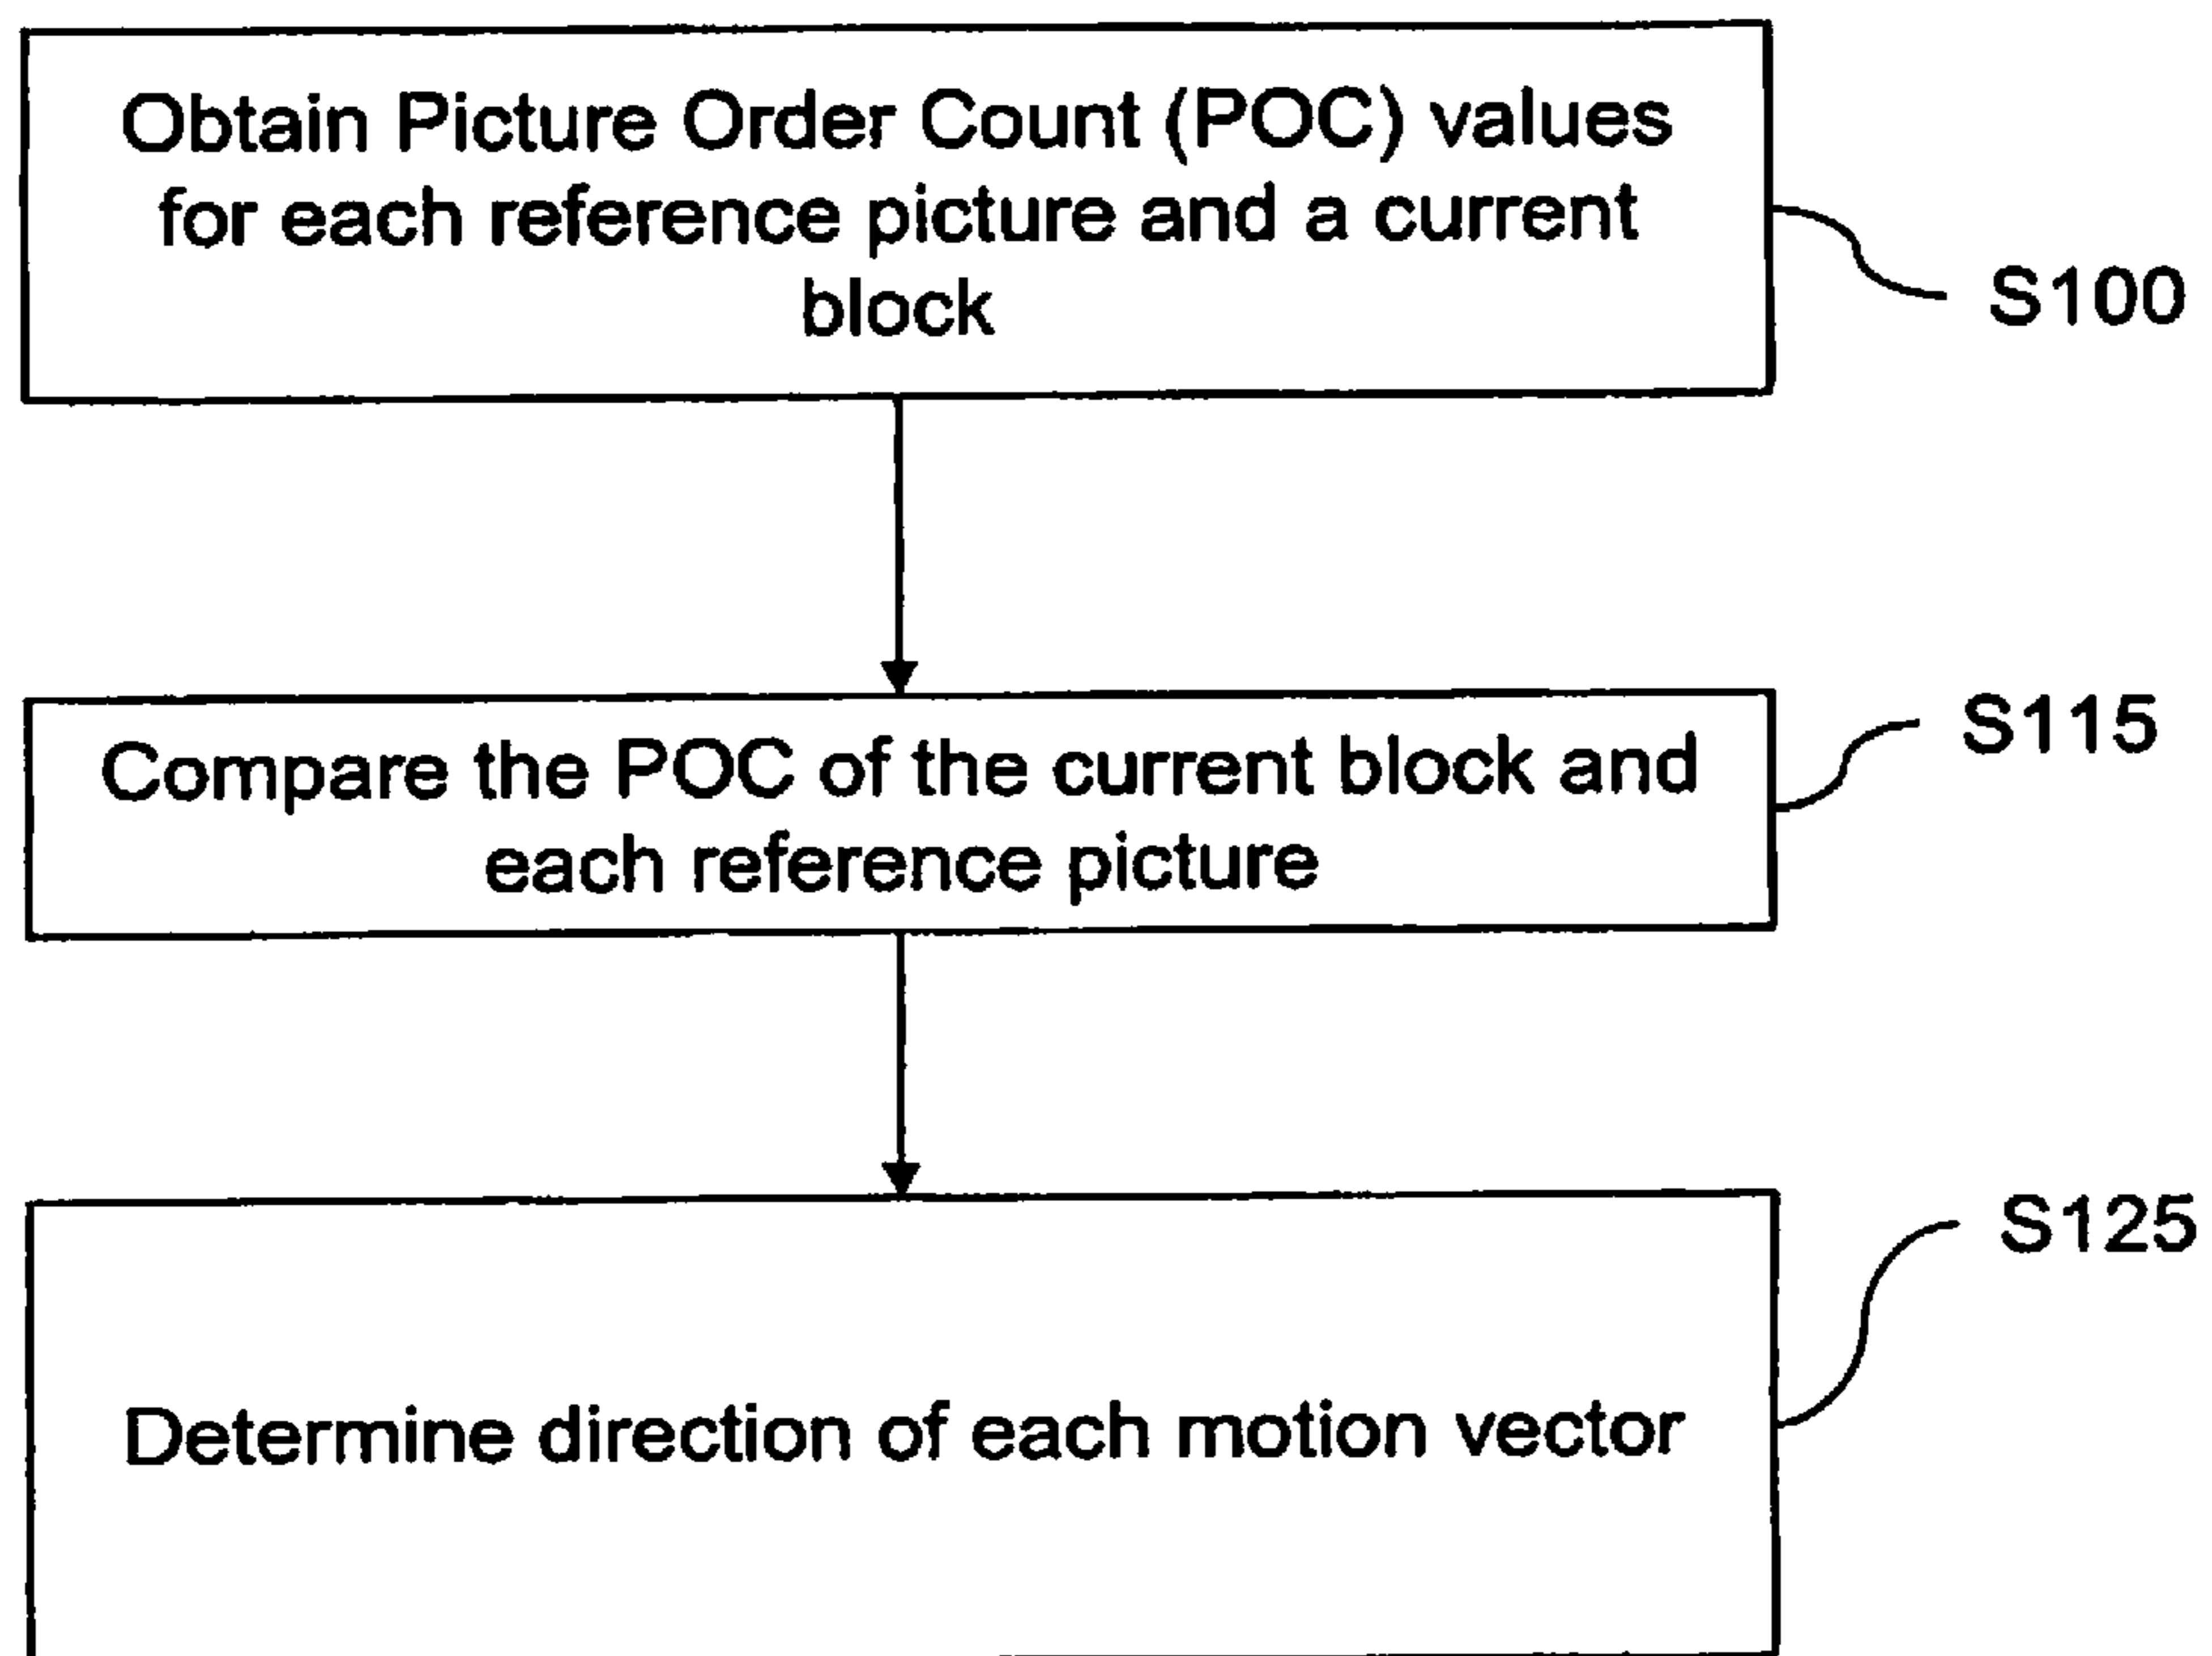 Obtain Picture Order Count (POC) values
for each reference picture and a current
block
S100
S115
Compare the POC of the current block and
each reference picture
S125
Determine direction of each motion vector